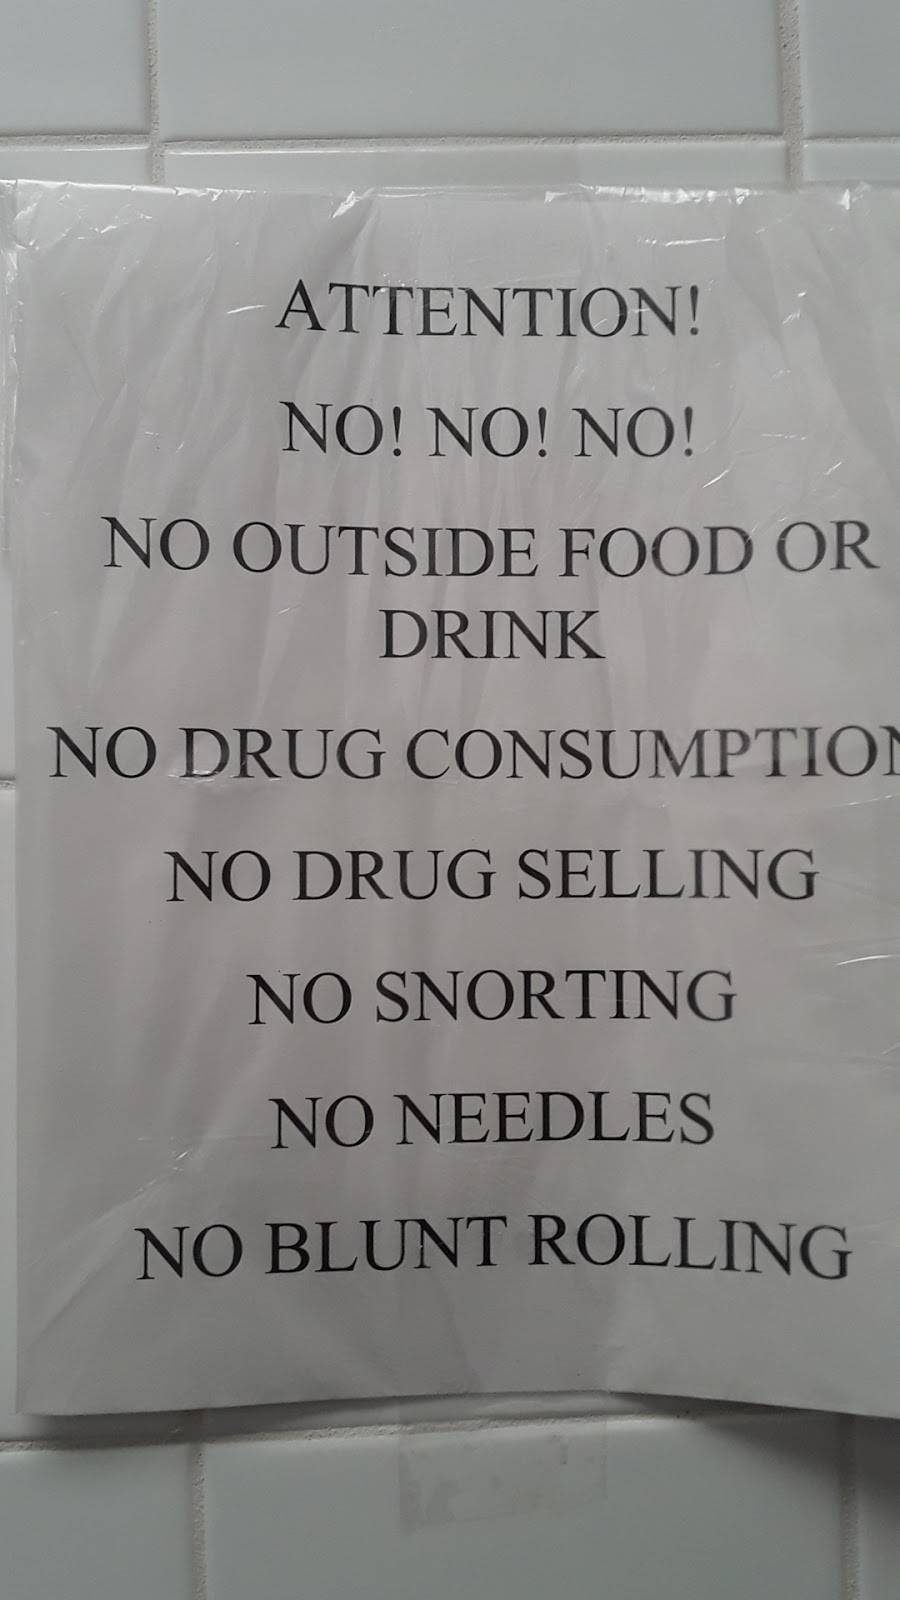 ATTENTION!
NO! NO! NO!
NO OUTSIDE FOOD OR
DRINK
NO DRUG CONSUMPTION
NO DRUG SELLING
NO SNORTING
NO NEEDLES
NO BLUNT ROLLING